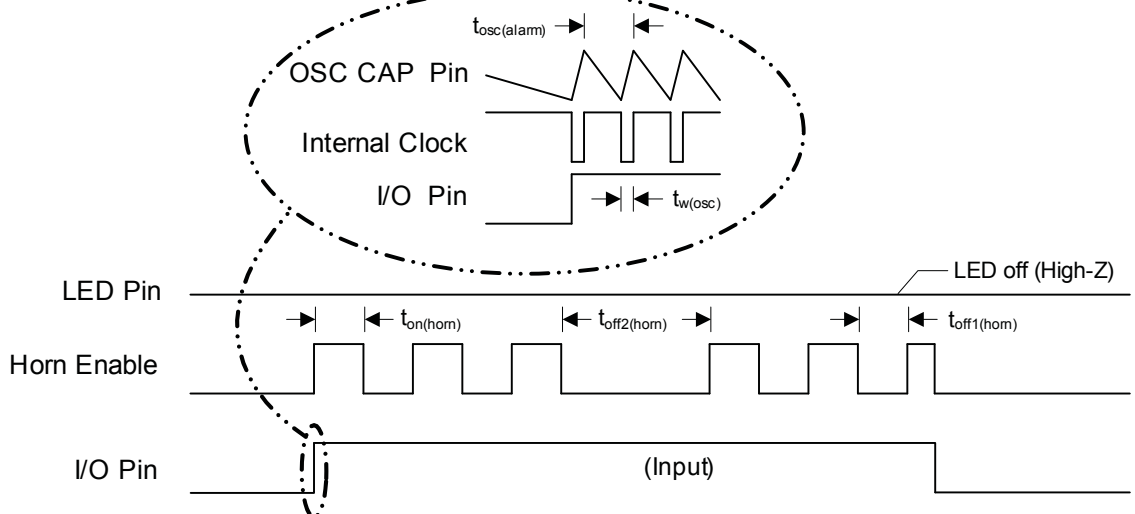 tosc(alarm)
OSC CAP Pin
Internal Clock
I/O Pin
tw(osc)
LED off (High-Z)
LED Pin
ton(horn)
toff2(horn)
toff1(horn)
Horn Enable
I/O Pin
(Input)